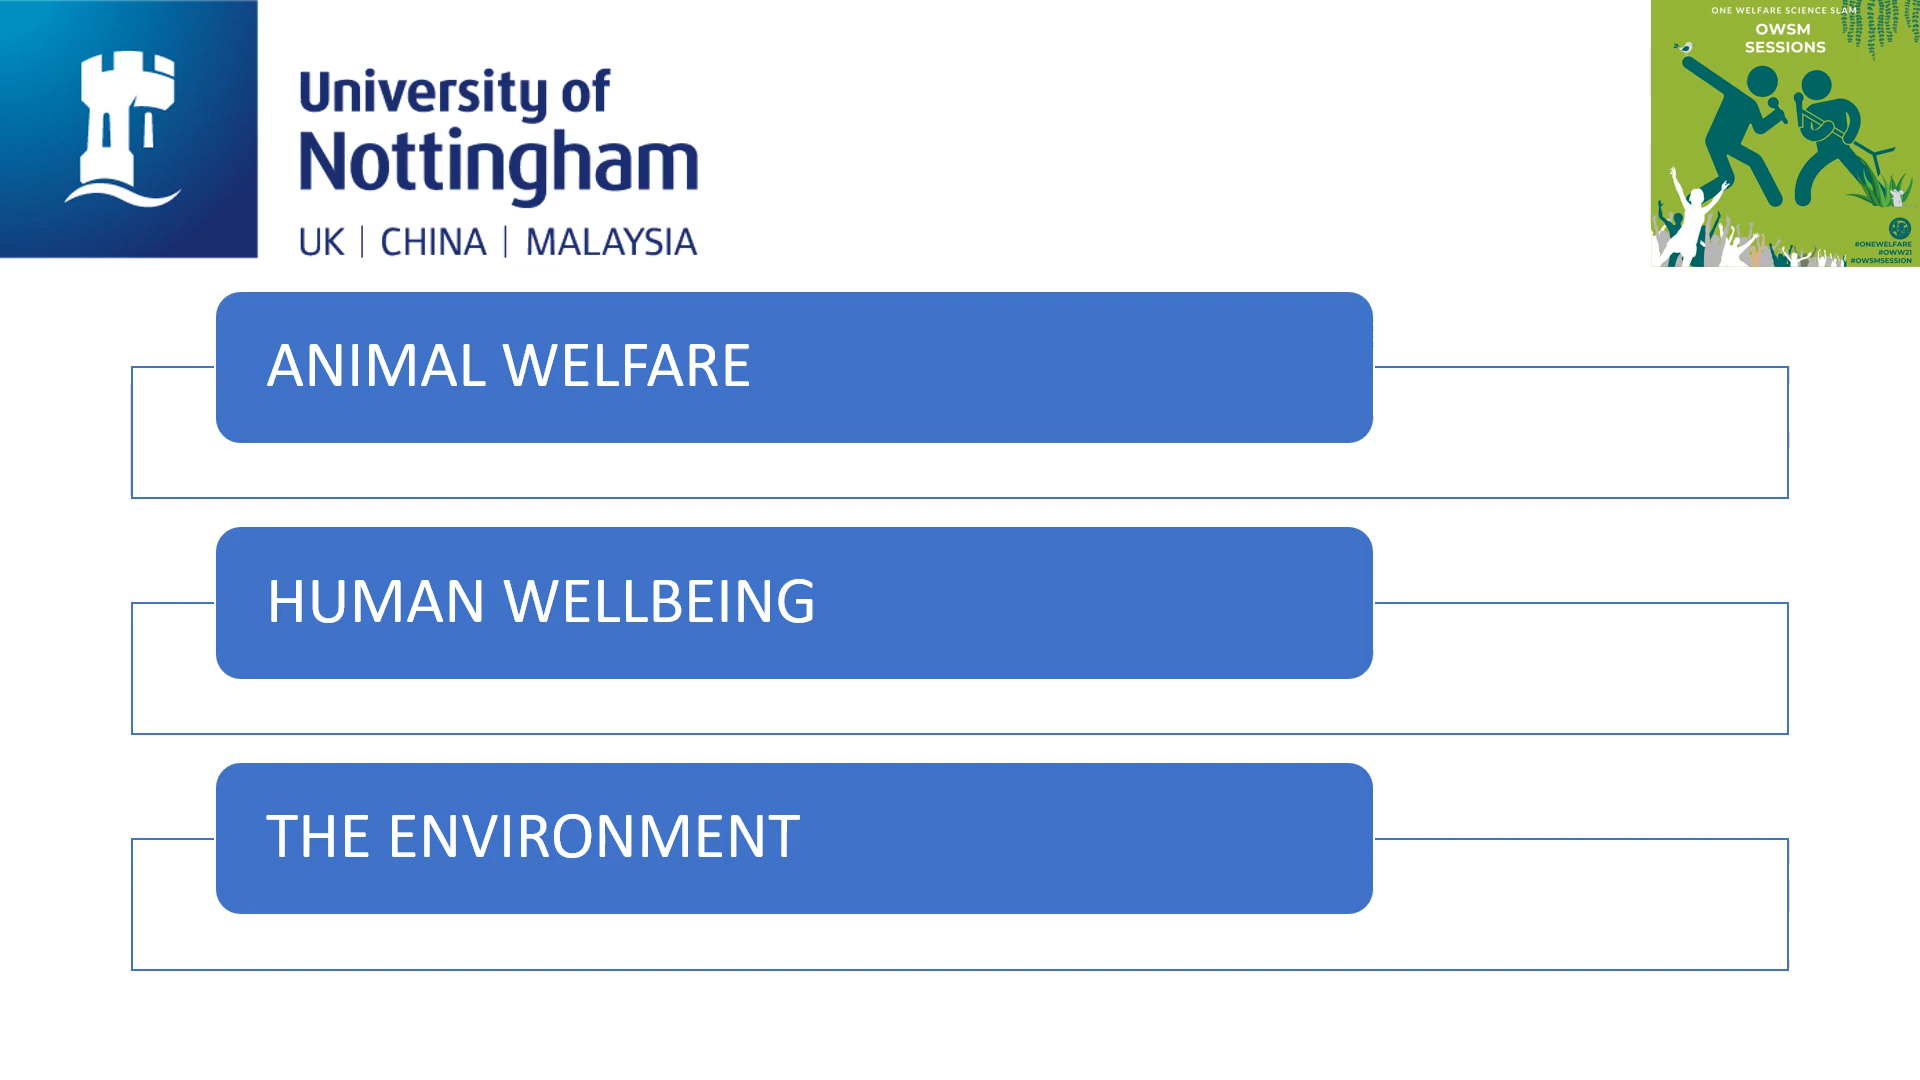 University of
Nottingham
UK | CHINA | MALAYSIA
ONE WELFARE SCIENCE SLAM
OWSM
SESSIONS
#ONEWELFARE
#OWW21
#OWSMSESSION
ANIMAL WELFARE
HUMAN WELLBEING
THE ENVIRONMENT